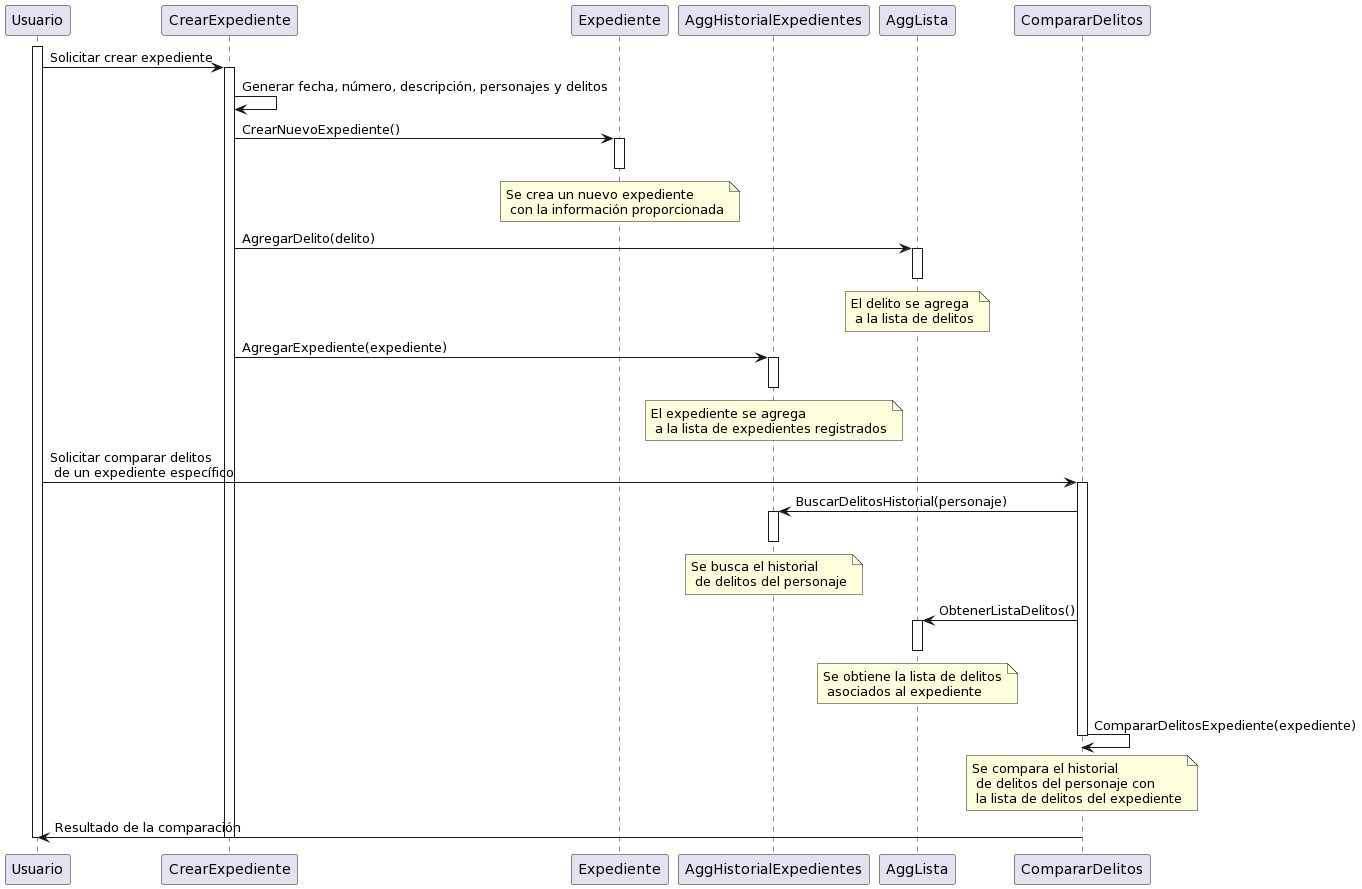 Usuario
CrearExpediente
Expediente
AggHistorialExpedientes
AggLista
CompararDelitos
Solicitar crear expediente
Generar fecha, número, descripción, personajes y delitos
CrearNuevoExpediente()
Se crea un nuevo expediente
con la información proporcionada
AgregarDelito(delito)
El delito se agrega
a la lista de delitos
AgregarExpediente(expediente)
El expediente se agrega
a la lista de expedientes registrados
Solicitar comparar delitos
de un expediente específico
BuscarDelitosHistorial(personaje)
Se busca el historial
de delitos del personaje
ObtenerListaDelitos()
Se obtiene la lista de delitos
asociados al expediente
CompararDelitosExpediente(expediente)
Se compara el historial
de delitos del personaje con
la lista de delitos del expediente
Resultado de la comparación
Usuario
CrearExpediente
Expediente
AggHistorialExpedientes
AggLista
CompararDelitos